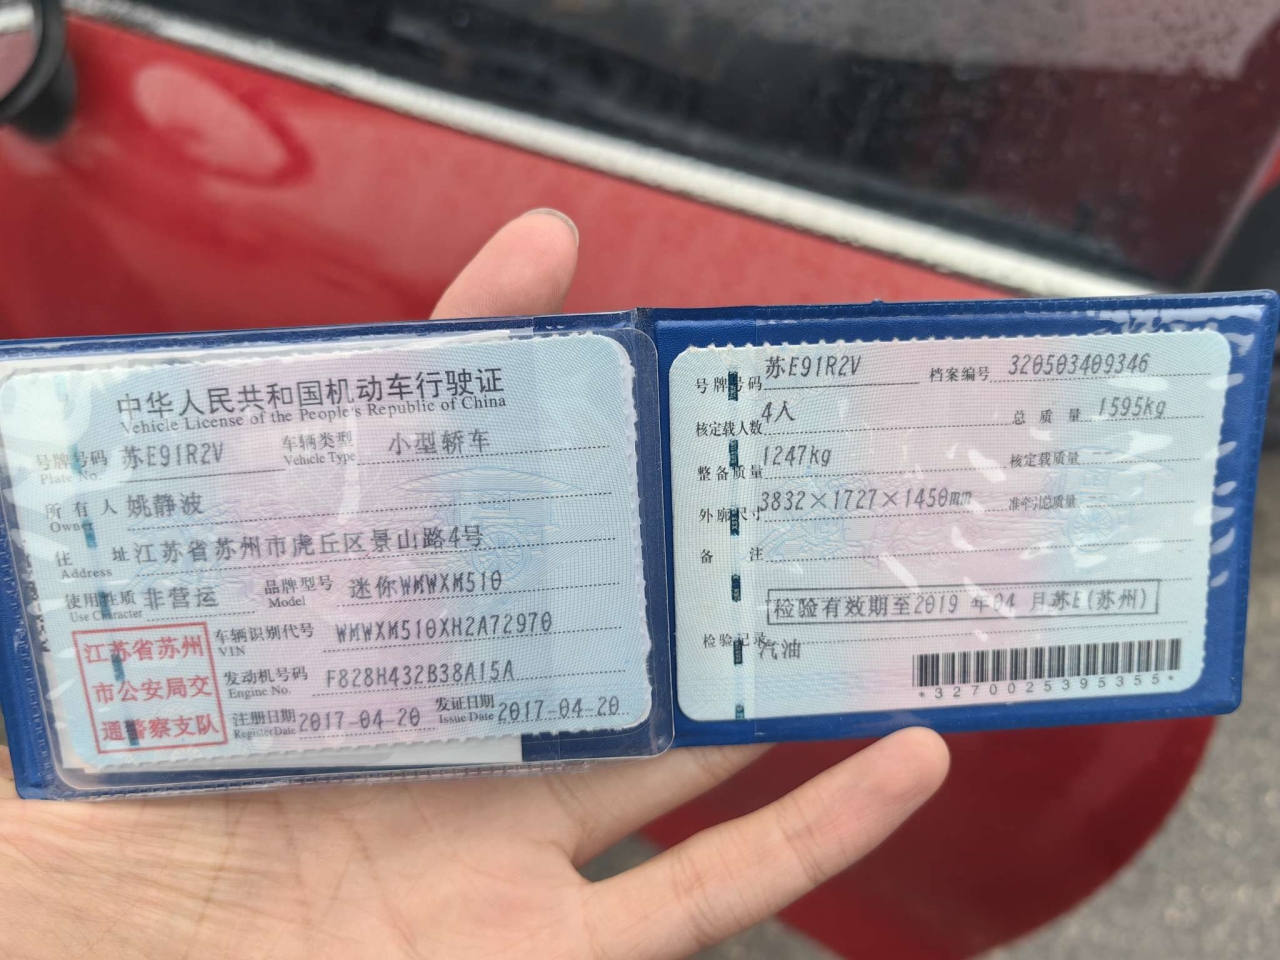 中华人民共和国机动车行驶证
Vehicle License of the People's Republic of China
号牌号码 苏E91R2V 车辆类型 小型轿车
Plate No. Vehicle Type
所有人 姚静波
Owner
住址 江苏省苏州市虎丘区景山路4号
Address
使用性质 非营运 品牌型号 迷你WMWXM510
Use Character Model
江苏省苏州
市公安局交
通警察支队
车辆识别代号 WMWXM510XH2A72970
VIN
发动机号码 F828H432B38A15A
Engine No.
注册日期 2017-04-20 发证日期 2017-04-20
Register Date Issue Date
号牌号码 苏E91R2V 档案编号 320503409346
核定载人数 4人 总质量 1595kg
整备质量 1247kg 核定载质量 --
外廓尺寸 3832×1727×1450mm 准牵引总质量 --
备注
检验有效期至2019 年04 月苏E(苏州)
检验记录
汽油
*3270025395355*